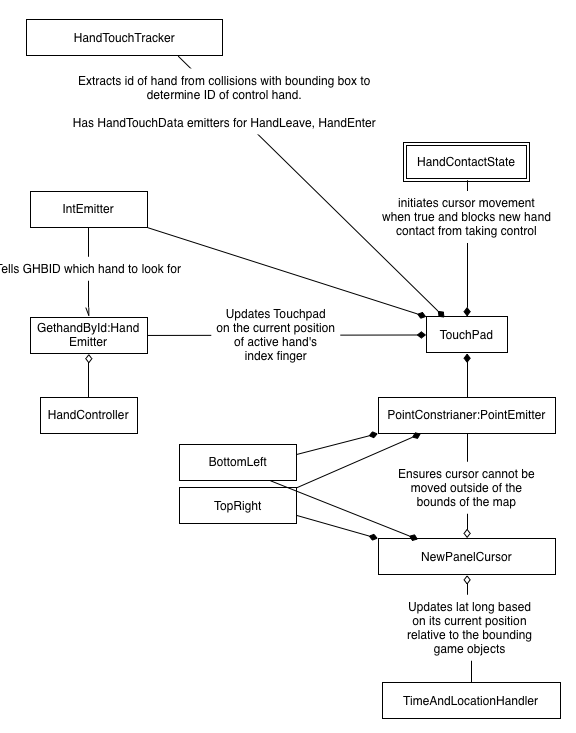 HandTouchTracker
Extracts id of hand from collisions with bounding box to
determine ID of control hand.
Has HandTouchData emitters for HandLeave, HandEnter
HandContactState
initiates cursor movement
when true and blocks new hand
contact from taking control
IntEmitter
Tells GHBID which hand to look for
GethandById:Hand
Emitter
Updates Touchpad
on the current position
of active hand's
index finger
TouchPad
HandController
PointConstrianer:PointEmitter
BottomLeft
TopRight
Ensures cursor cannot be
moved outside of the
bounds of the map
NewPanelCursor
Updates lat long based
on its current position
relative to the bounding
game objects
TimeAndLocationHandler